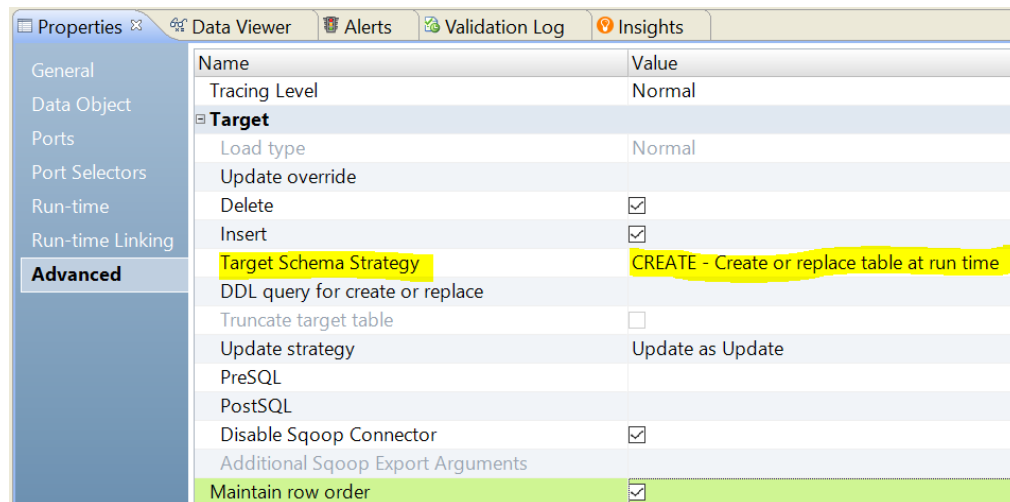 Properties Data Viewer Alerts Validation Log Insights
General
Data Object
Ports
Port Selectors
Run-time
Run-time Linking
Advanced
Name Value
Tracing Level Normal
Target
Load type Normal
Update override
Delete
Insert
Target Schema Strategy CREATE - Create or replace table at run time
DDL query for create or replace
Truncate target table
Update strategy Update as Update
PreSQL
PostSQL
Disable Sqoop Connector
Additional Sqoop Export Arguments
Maintain row order